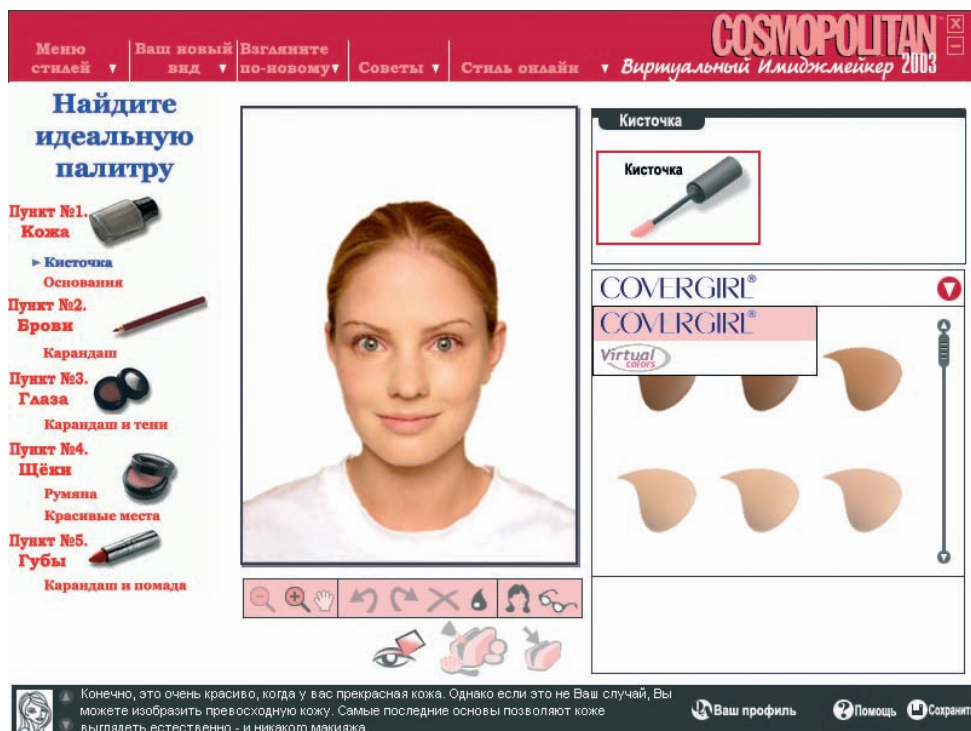 COSMOPOLITAN
Виртуальный Имиджмейкер 2003
Меню
стилей
Ваш новый
вид
Взгляните
по-новому
Советы
Стиль онлайн
Найдите
идеальную
палитру
Пункт №1.
Кожа
Кисточка
Основания
Пункт №2.
Брови
Карандаш
Пункт №3.
Глаза
Карандаш и тени
Пункт №4.
Щёки
Румяна
Красивые места
Пункт №5.
Губы
Карандаш и помада
Кисточка
Кисточка
COVERGIRL®
COVERGIRL®
Virtual
colors
Конечно, это очень красиво, когда у вас прекрасная кожа. Однако если это не Ваш случай, Вы
можете изобразить превосходную кожу. Самые последние основы позволяют коже
выглядеть естественно - и никакого макияжа
Ваш профиль
Помощь
Сохранить